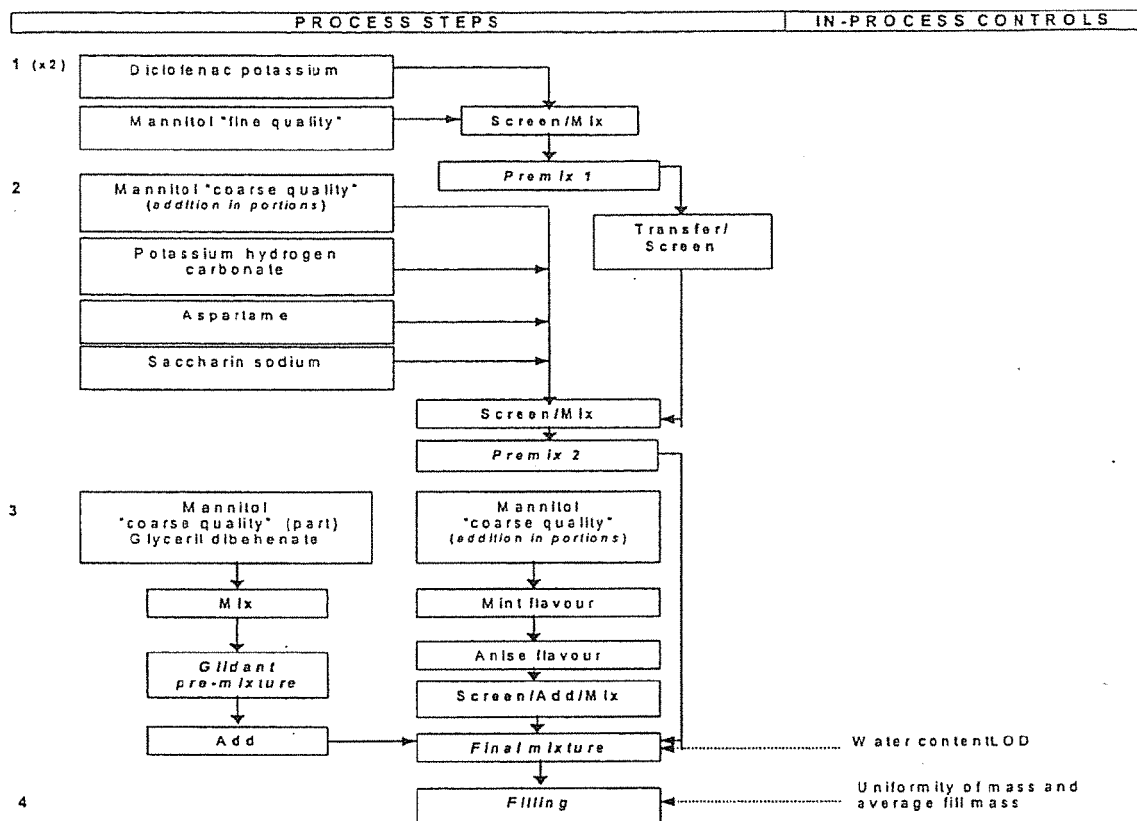 PROCESS STEPS
IN-PROCESS CONTROLS
1 (x2)
Diclofenac potassium
Mannitol "fine quality"
Screen/Mix
Premix 1
2
Mannitol "coarse quality"
(addition in portions)
Transfer/
Screen
Potassium hydrogen
carbonate
Aspartame
Saccharin sodium
Screen/Mix
Premix 2
3
Mannitol
"coarse quality" (part)
Glyceril dibehenate
Mannitol
"coarse quality"
(addition in portions)
Mix
Mint flavour
Glidant
pre-mixture
Anise flavour
Screen/Add/Mix
Add
Final mixture
Water contentLOD
4
Filling
Uniformity of mass and
average fill mass